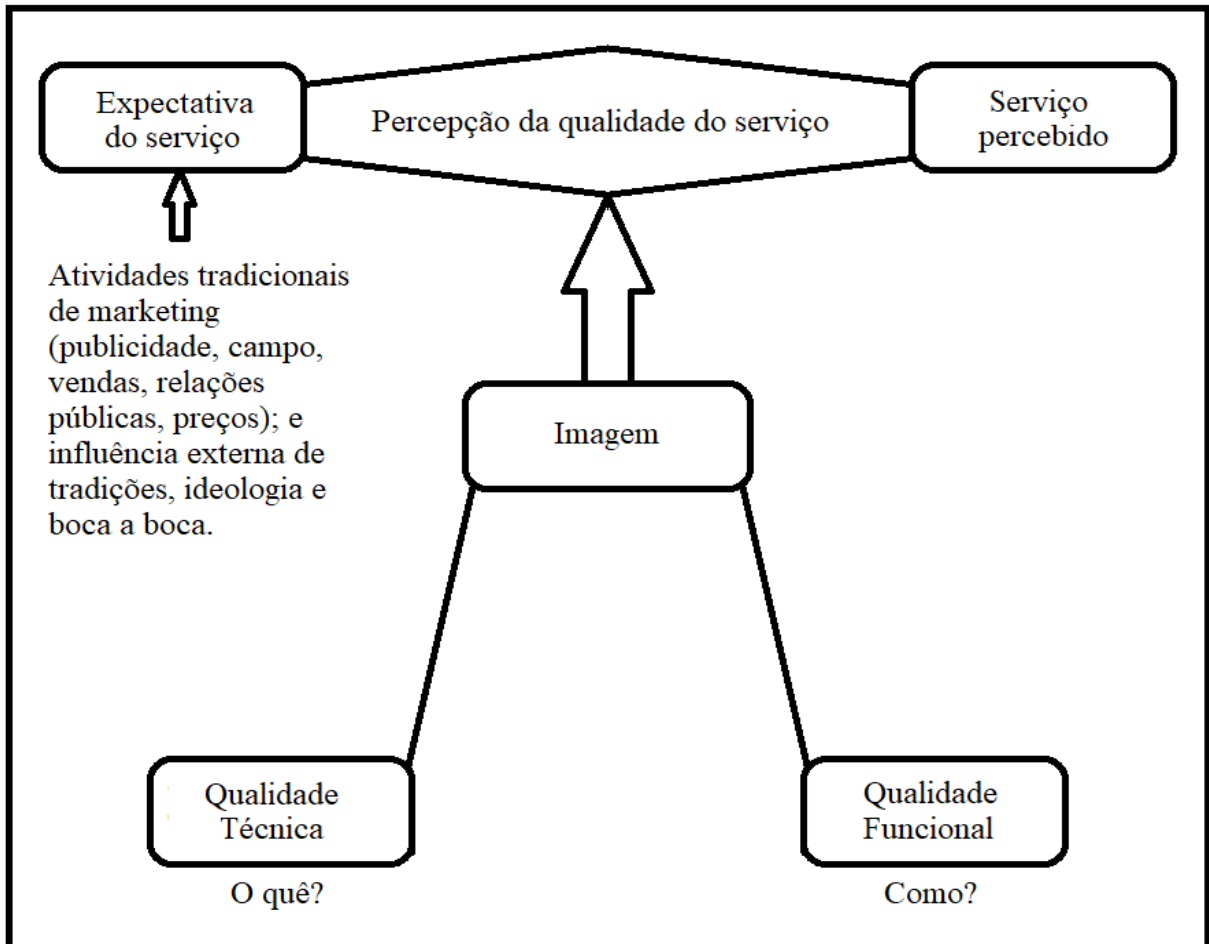 Expectativa
do serviço
Percepção da qualidade do serviço
Serviço
percebido
Atividades tradicionais
de marketing
(publicidade, campo,
vendas, relações
públicas, preços); e
influência externa de
tradições, ideologia e
boca a boca.
Imagem
Qualidade
Técnica
O quê?
Qualidade
Funcional
Como?